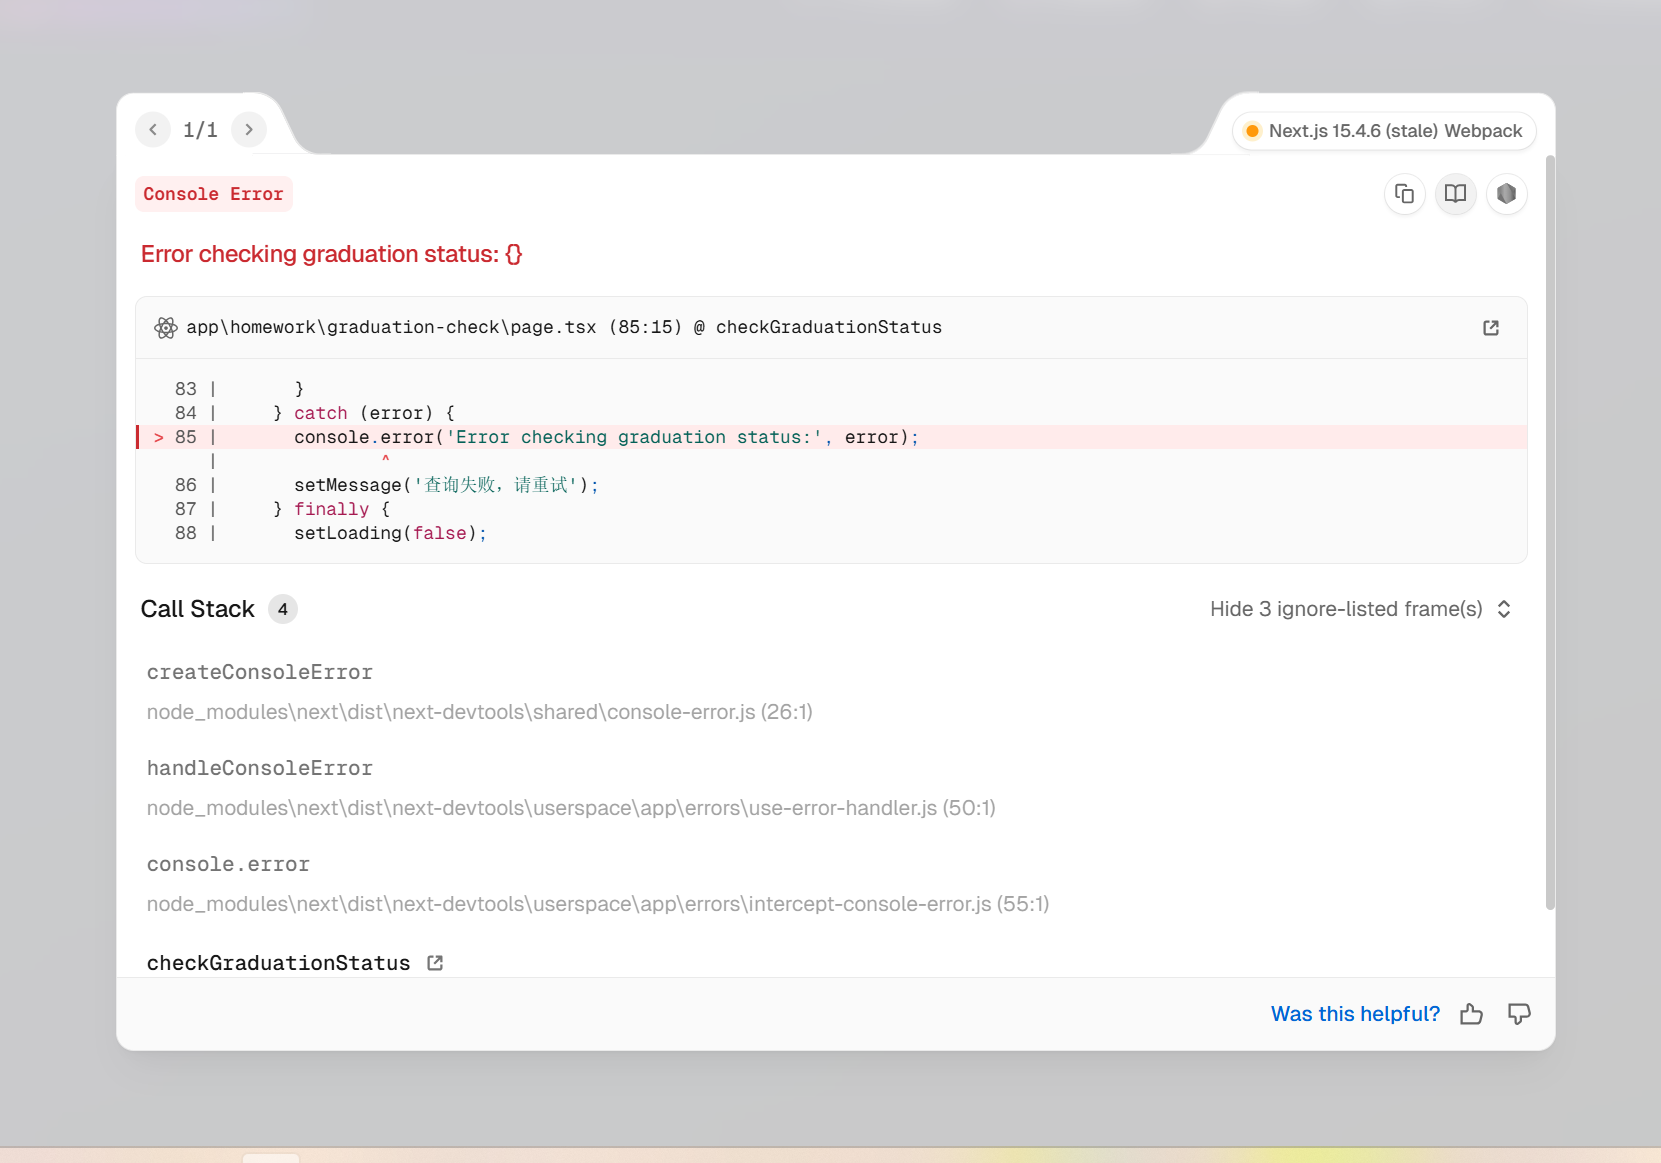 1/1
Next.js 15.4.6 (stale) Webpack
Console Error
Error checking graduation status: {}
app\homework\graduation-check\page.tsx (85:15) @ checkGraduationStatus
83 |       }
84 |     } catch (error) {
> 85 |       console.error('Error checking graduation status:', error);
|               ^
86 |       setMessage('查询失败，请重试');
87 |     } finally {
88 |       setLoading(false);
Call Stack 4
Hide 3 ignore-listed frame(s)
createConsoleError
node_modules\next\dist\next-devtools\shared\console-error.js (26:1)
handleConsoleError
node_modules\next\dist\next-devtools\userspace\app\errors\use-error-handler.js (50:1)
console.error
node_modules\next\dist\next-devtools\userspace\app\errors\intercept-console-error.js (55:1)
checkGraduationStatus
Was this helpful?